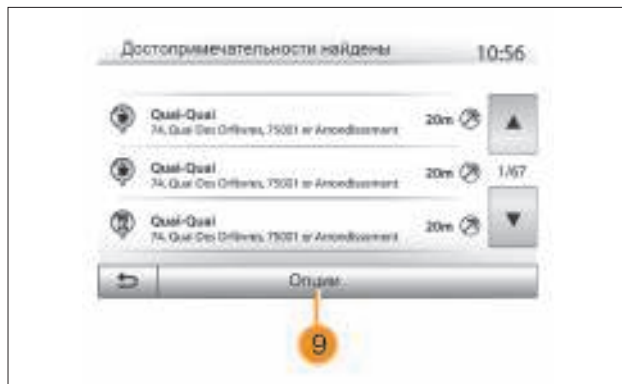 Достопримечательности найдены 10:56
Quai-Quai 20m
74, Quai Des Orfèvres, 75001 er Arrondissement
Quai-Quai 20m 1/67
74, Quai Des Orfèvres, 75001 er Arrondissement
Quai-Quai 20m
74, Quai Des Orfèvres, 75001 er Arrondissement
Опции
9